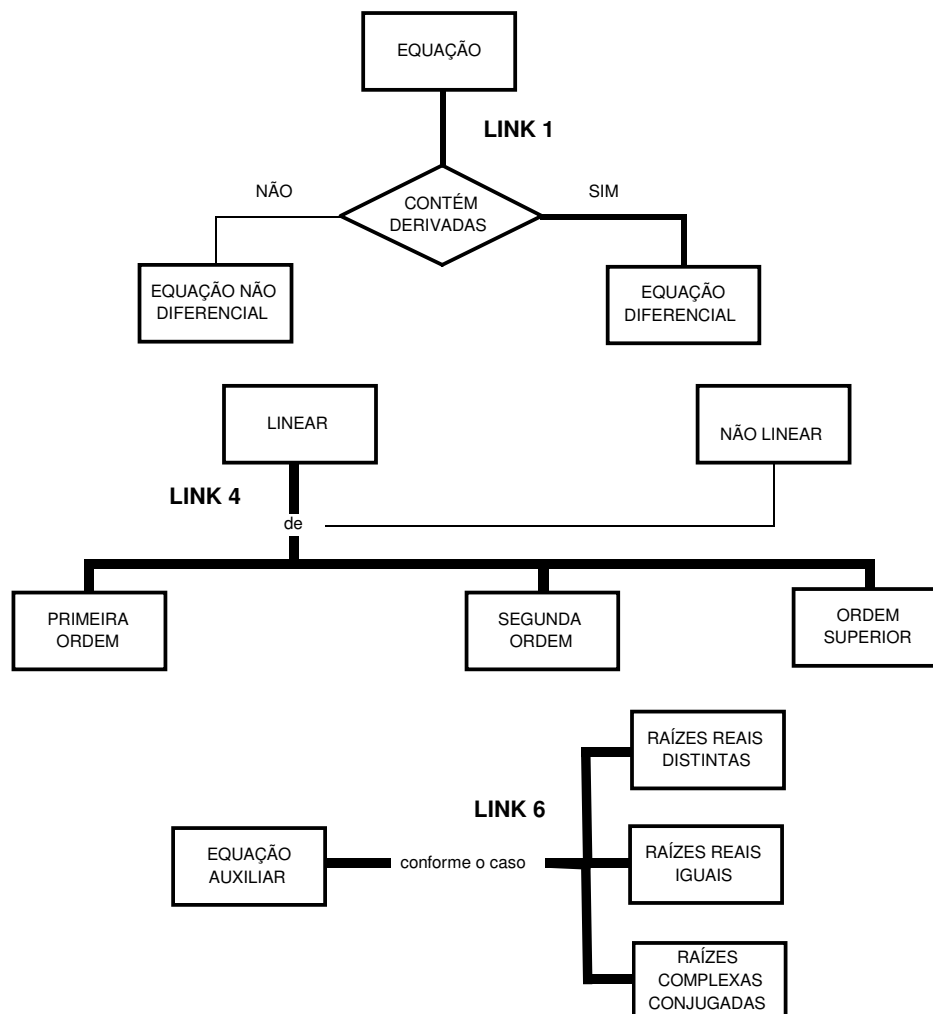 EQUAÇÃO
LINK 1
NÃO
SIM
CONTÉM
DERIVADAS
EQUAÇÃO NÃO
DIFERENCIAL
EQUAÇÃO
DIFERENCIAL
LINEAR
NÃO LINEAR
LINK 4
de
PRIMEIRA
ORDEM
SEGUNDA
ORDEM
ORDEM
SUPERIOR
RAÍZES REAIS
DISTINTAS
LINK 6
EQUAÇÃO
AUXILIAR
conforme o caso
RAÍZES REAIS
IGUAIS
RAÍZES
COMPLEXAS
CONJUGADAS